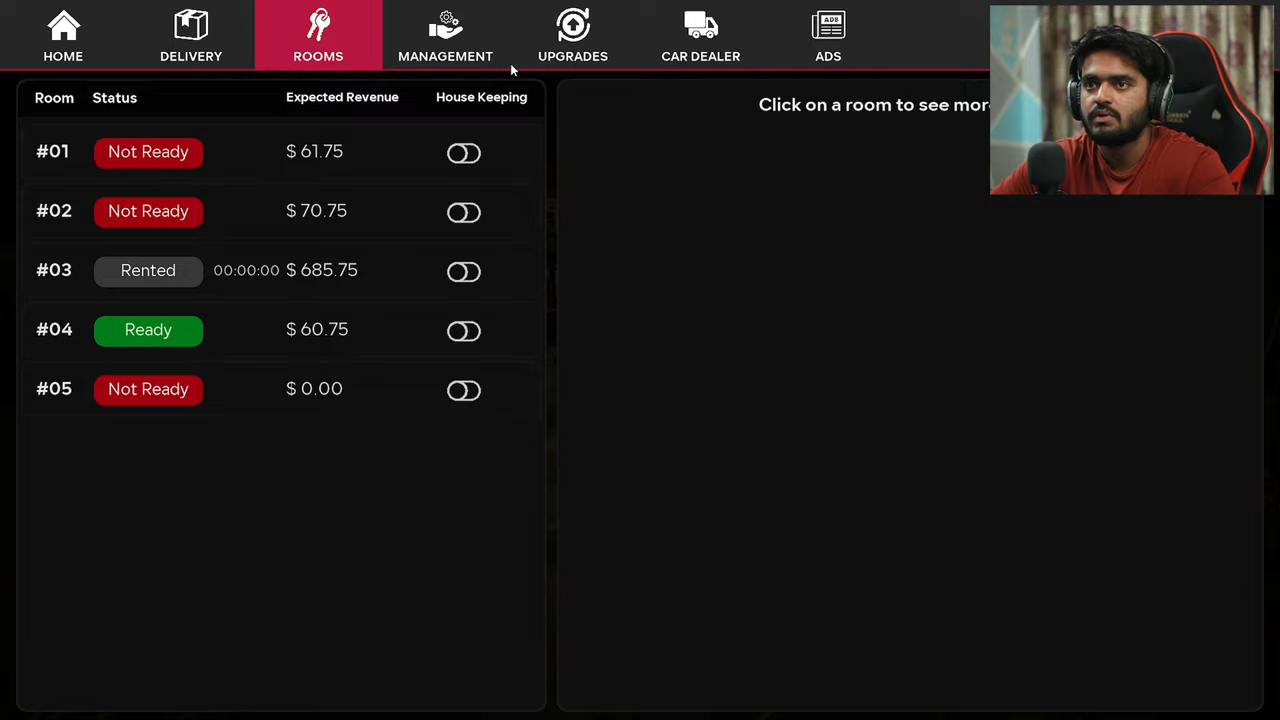 HOME
DELIVERY
ROOMS
MANAGEMENT
UPGRADES
CAR DEALER
ADS
ADS
Room Status Expected Revenue House Keeping
#01 Not Ready $ 61.75
#02 Not Ready $ 70.75
#03 Rented 00:00:00 $ 685.75
#04 Ready $ 60.75
#05 Not Ready $ 0.00
Click on a room to see more